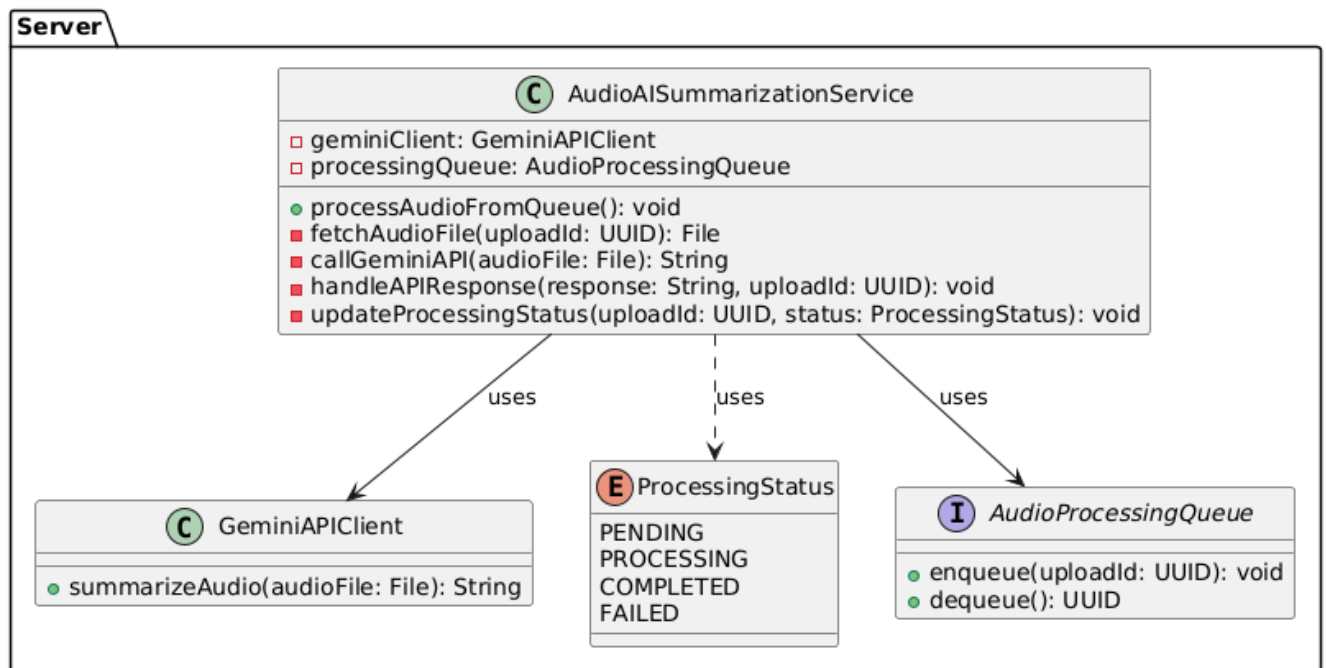 Server
C AudioAISummarizationService
geminiClient: GeminiAPIClient
processingQueue: AudioProcessingQueue
processAudioFromQueue(): void
fetchAudioFile(uploadId: UUID): File
callGeminiAPI(audioFile: File): String
handleAPIResponse(response: String, uploadId: UUID): void
updateProcessingStatus(uploadId: UUID, status: ProcessingStatus): void
uses
uses
uses
C GeminiAPIClient
summarizeAudio(audioFile: File): String
E ProcessingStatus
PENDING
PROCESSING
COMPLETED
FAILED
I AudioProcessingQueue
enqueue(uploadId: UUID): void
dequeue(): UUID